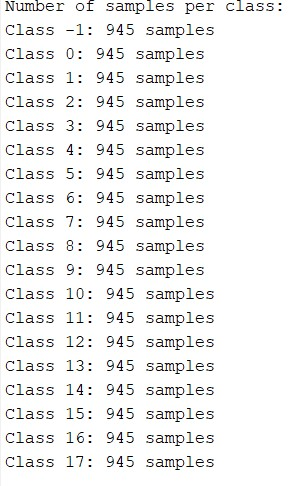 Number of samples per class:
Class -1: 945 samples
Class 0: 945 samples
Class 1: 945 samples
Class 2: 945 samples
Class 3: 945 samples
Class 4: 945 samples
Class 5: 945 samples
Class 6: 945 samples
Class 7: 945 samples
Class 8: 945 samples
Class 9: 945 samples
Class 10: 945 samples
Class 11: 945 samples
Class 12: 945 samples
Class 13: 945 samples
Class 14: 945 samples
Class 15: 945 samples
Class 16: 945 samples
Class 17: 945 samples